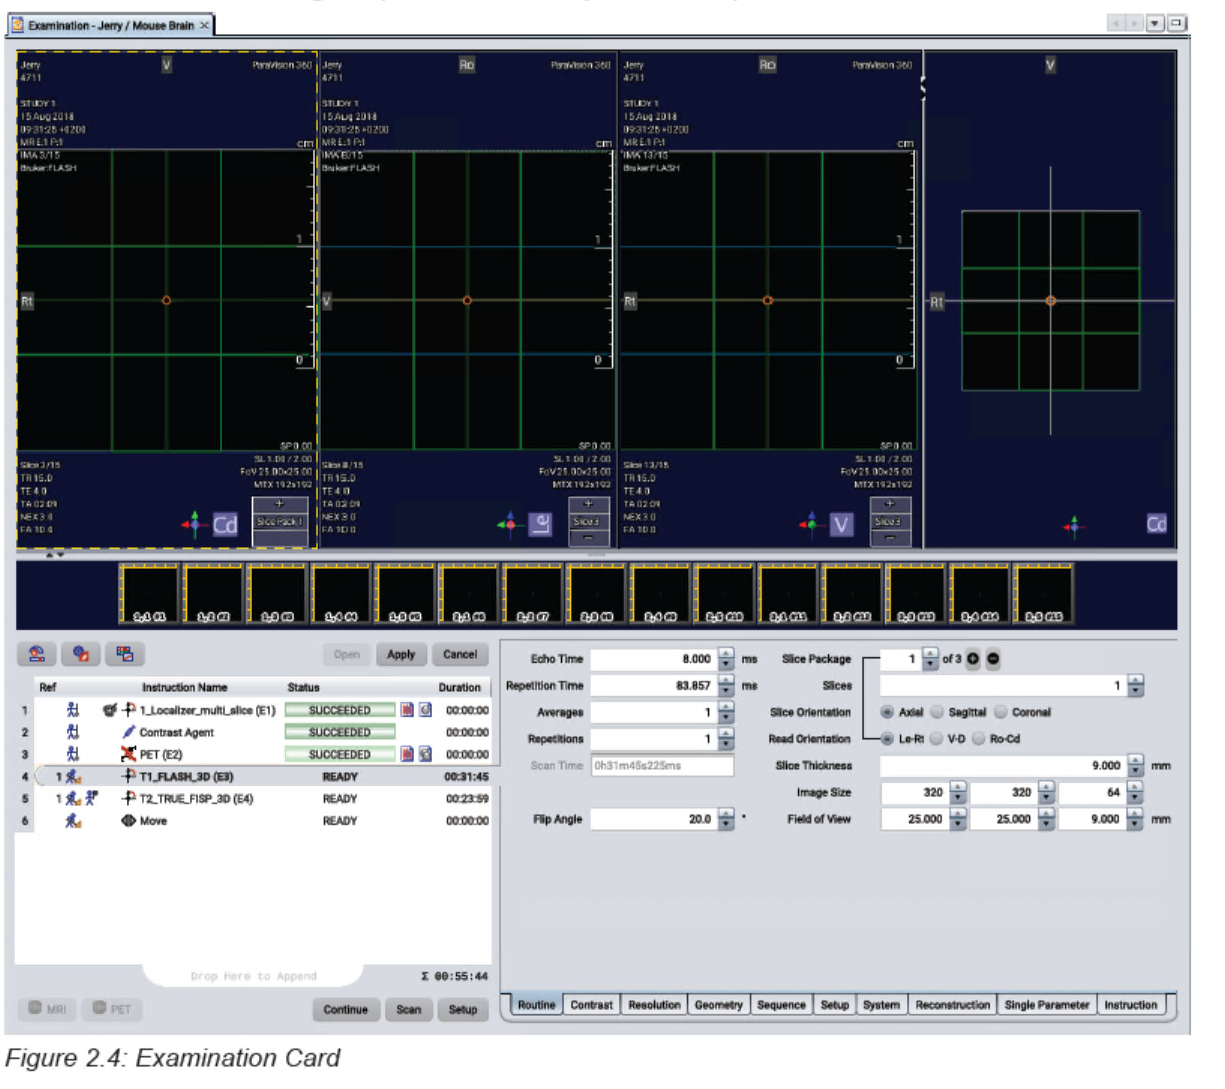 Examination - Jerry / Mouse Brain ×
Jerry V ParaVision 360
4711
STUDY 1
15 Aug 2018
09:31:25 +0200
MR E:1 P:1
cm
IMA 3/15
Bruker:FLASH
1
Rt
0
SP 0.00
Slice 3/15 SL 1.00 / 2.00
FoV 25.00x25.00
TR 15.0 MTX 192x192
TE 4.0
TA 02:09
NEX 3.0
FA 10.0
Cd
+
Slice Pack 1
Jerry Ro ParaVision 360
4711
STUDY 1
15 Aug 2018
09:31:25 +0200
MR E:1 P:1
cm
IMA 8/15
Bruker:FLASH
1
V
0
SP 0.00
Slice 8/15 SL 1.00 / 2.00
FoV 25.00x25.00
TR 15.0 MTX 192x192
TE 4.0
TA 02:09
NEX 3.0
FA 10.0
Le
+
Slice 3
−
Jerry Ro ParaVision 360
4711
STUDY 1
15 Aug 2018
09:31:25 +0200
MR E:1 P:1
cm
IMA 13/15
Bruker:FLASH
1
Rt
0
SP 0.00
Slice 13/15 SL 1.00 / 2.00
FoV 25.00x25.00
TR 15.0 MTX 192x192
TE 4.0
TA 02:09
NEX 3.0
FA 10.0
V
+
Slice 3
−
V
Rt
Cd
Open Apply Cancel
Ref Instruction Name Status Duration
1 1_Localizer_multi_slice (E1) SUCCEEDED 00:00:00
2 Contrast Agent SUCCEEDED 00:00:00
3 PET (E2) SUCCEEDED 00:00:00
4 1 T1_FLASH_3D (E3) READY 00:31:45
5 1 T2_TRUE_FISP_3D (E4) READY 00:23:59
6 Move READY 00:00:00
Drop Here to Append Σ 00:55:44
MRI PET Continue Scan Setup
Echo Time 8.000 ms
Repetition Time 83.857 ms
Averages 1
Repetitions 1
Scan Time 0h31m45s225ms
Flip Angle 20.0 °
Slice Package 1 of 3
Slices 1
Slice Orientation Axial Sagittal Coronal
Read Orientation Le-Rt V-D Ro-Cd
Slice Thickness 9.000 mm
Image Size 320 320 64
Field of View 25.000 25.000 9.000 mm
Routine Contrast Resolution Geometry Sequence Setup System Reconstruction Single Parameter Instruction
Figure 2.4: Examination Card